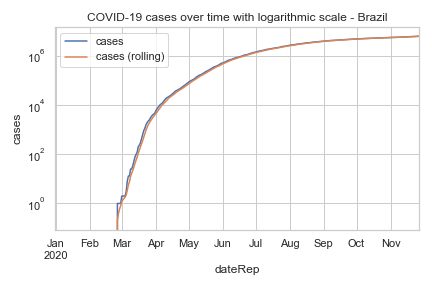 COVID-19 cases over time with logarithmic scale - Brazil
cases
cases (rolling)
10^6
10^4
10^2
10^0
cases
Jan Feb Mar Apr May Jun Jul Aug Sep Oct Nov
2020
dateRep